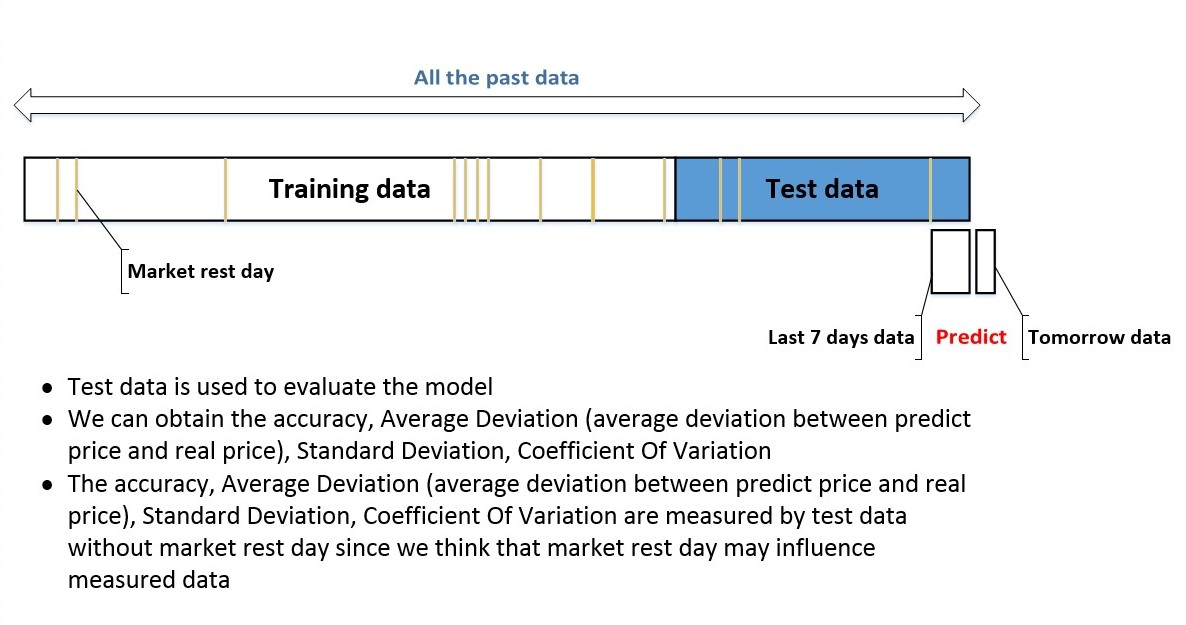 All the past data
Training data
Test data
Market rest day
Last 7 days data
Predict
Tomorrow data
• Test data is used to evaluate the model
• We can obtain the accuracy, Average Deviation (average deviation between predict
price and real price), Standard Deviation, Coefficient Of Variation
• The accuracy, Average Deviation (average deviation between predict price and real
price), Standard Deviation, Coefficient Of Variation are measured by test data
without market rest day since we think that market rest day may influence
measured data